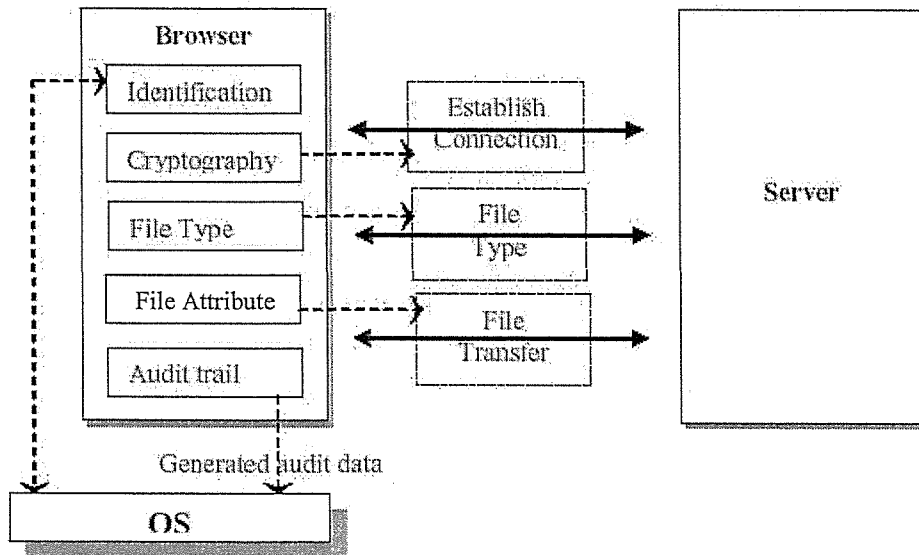 Browser
Identification
Cryptography
File Type
File Attribute
Audit trail
Establish
Connection
File
Type
File
Transfer
Server
Generated audit data
OS